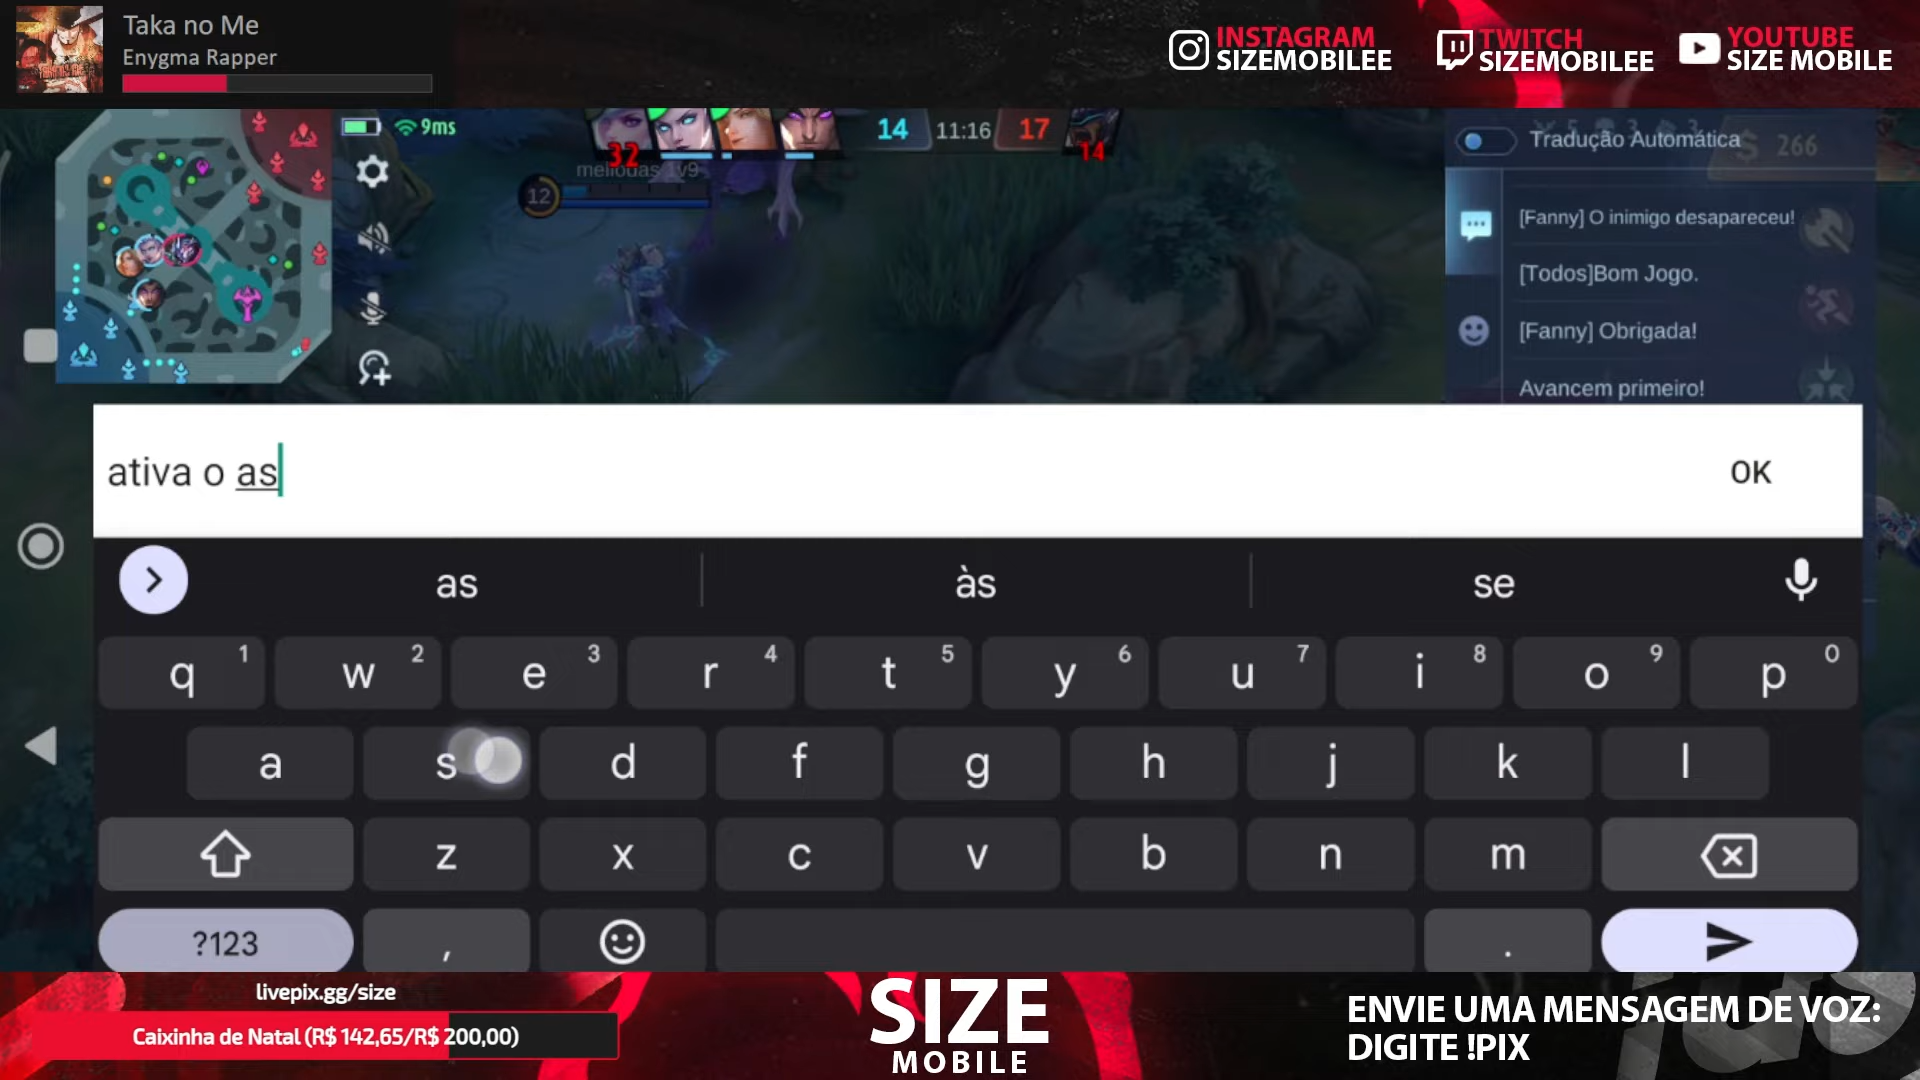 Taka no Me
Enygma Rapper
INSTAGRAM
SIZEMOBILEE
TWITCH
SIZEMOBILEE
YOUTUBE
SIZE MOBILE
9ms
32
14
11:16
17
14
meliodas 1v9
12
Tradução Automática
266
[Fanny] O inimigo desapareceu!
[Todos]Bom Jogo.
[Fanny] Obrigada!
Avancem primeiro!
ativa o as
OK
as
às
se
q 1 w 2 e 3 r 4 t 5 y 6 u 7 i 8 o 9 p 0
a s d f g h j k l
z x c v b n m
?123 , .
livepix.gg/size
Caixinha de Natal (R$ 142,65/R$ 200,00)
SIZE
MOBILE
ENVIE UMA MENSAGEM DE VOZ:
DIGITE !PIX